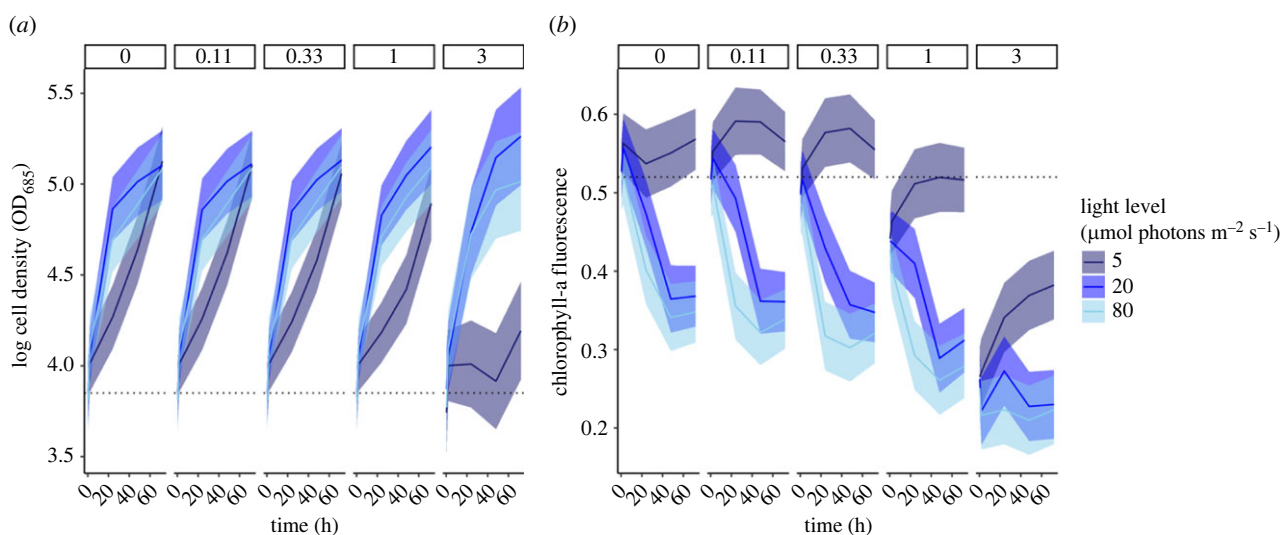 (a)
0 0.11 0.33 1 3
5.5
5.0
4.5
4.0
3.5
log cell density (OD685)
0 20 40 60 0 20 40 60 0 20 40 60 0 20 40 60 0 20 40 60
time (h)
(b)
0 0.11 0.33 1 3
0.6
0.5
0.4
0.3
0.2
chlorophyll-a fluorescence
0 20 40 60 0 20 40 60 0 20 40 60 0 20 40 60 0 20 40 60
time (h)
light level
(µmol photons m−2 s−1)
5
20
80